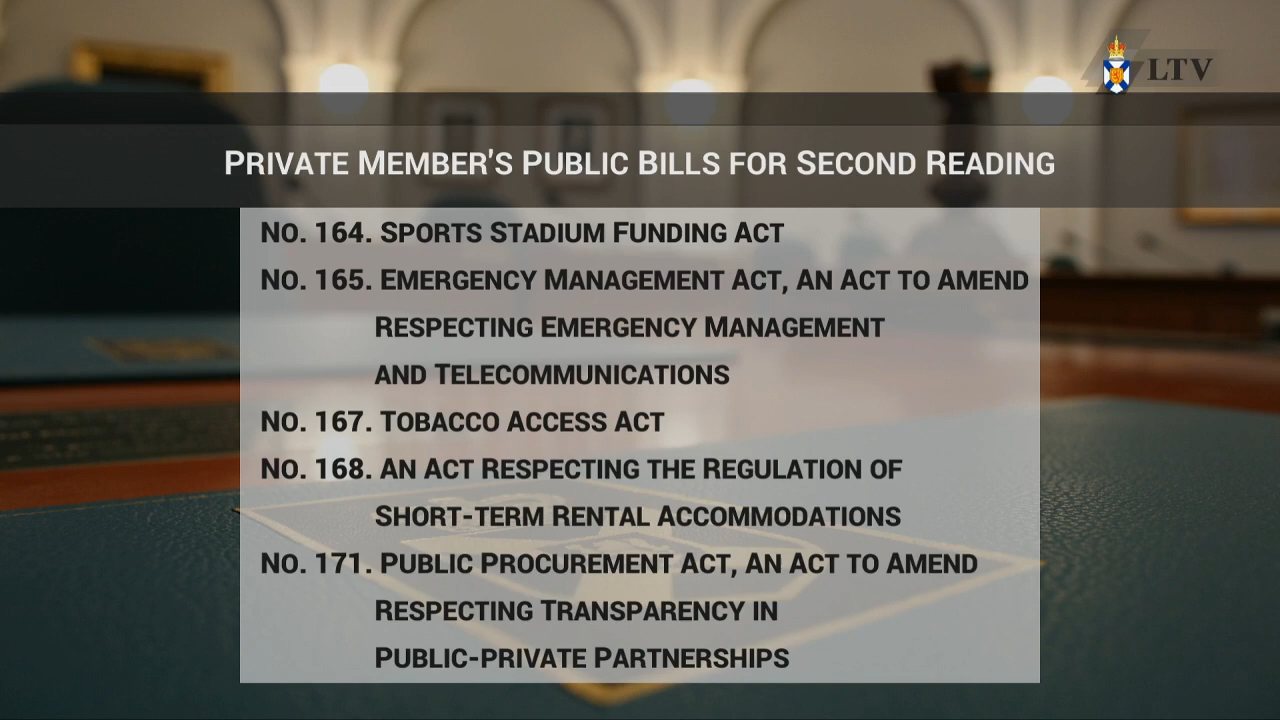 LTV
PRIVATE MEMBER'S PUBLIC BILLS FOR SECOND READING
NO. 164. SPORTS STADIUM FUNDING ACT
NO. 165. EMERGENCY MANAGEMENT ACT, AN ACT TO AMEND
RESPECTING EMERGENCY MANAGEMENT
AND TELECOMMUNICATIONS
NO. 167. TOBACCO ACCESS ACT
NO. 168. AN ACT RESPECTING THE REGULATION OF
SHORT-TERM RENTAL ACCOMMODATIONS
NO. 171. PUBLIC PROCUREMENT ACT, AN ACT TO AMEND
RESPECTING TRANSPARENCY IN
PUBLIC-PRIVATE PARTNERSHIPS